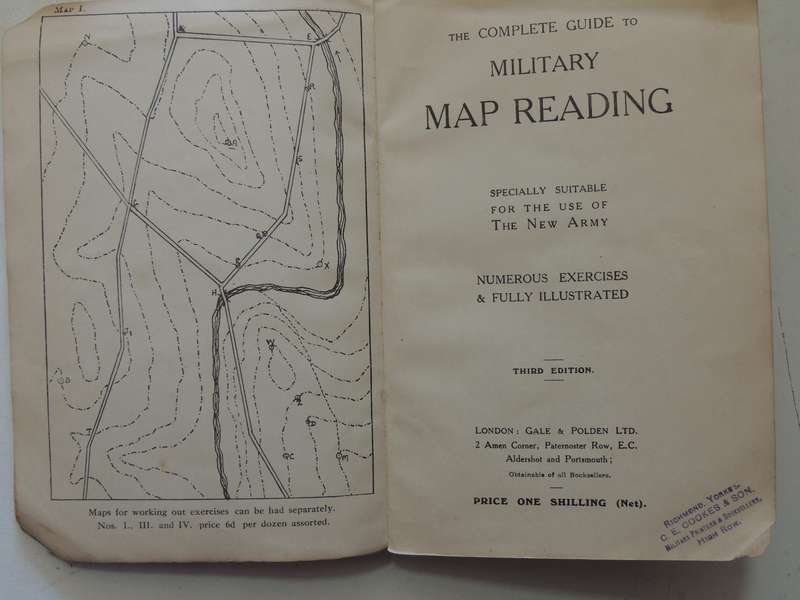 Map I.
Maps for working out exercises can be had separately.
Nos. I., III. and IV. price 6d per dozen assorted.
THE COMPLETE GUIDE TO
MILITARY
MAP READING
SPECIALLY SUITABLE
FOR THE USE OF
THE NEW ARMY
NUMEROUS EXERCISES
& FULLY ILLUSTRATED
THIRD EDITION.
LONDON: GALE & POLDEN LTD.
2 Amen Corner, Paternoster Row, E.C.
Aldershot and Portsmouth;
Obtainable of all Booksellers.
PRICE ONE SHILLING (Net).
RICHMOND, YORKS.
C. E. COOKES & SON,
MILITARY PRINTERS & BOOKSELLERS,
HIGH ROW.